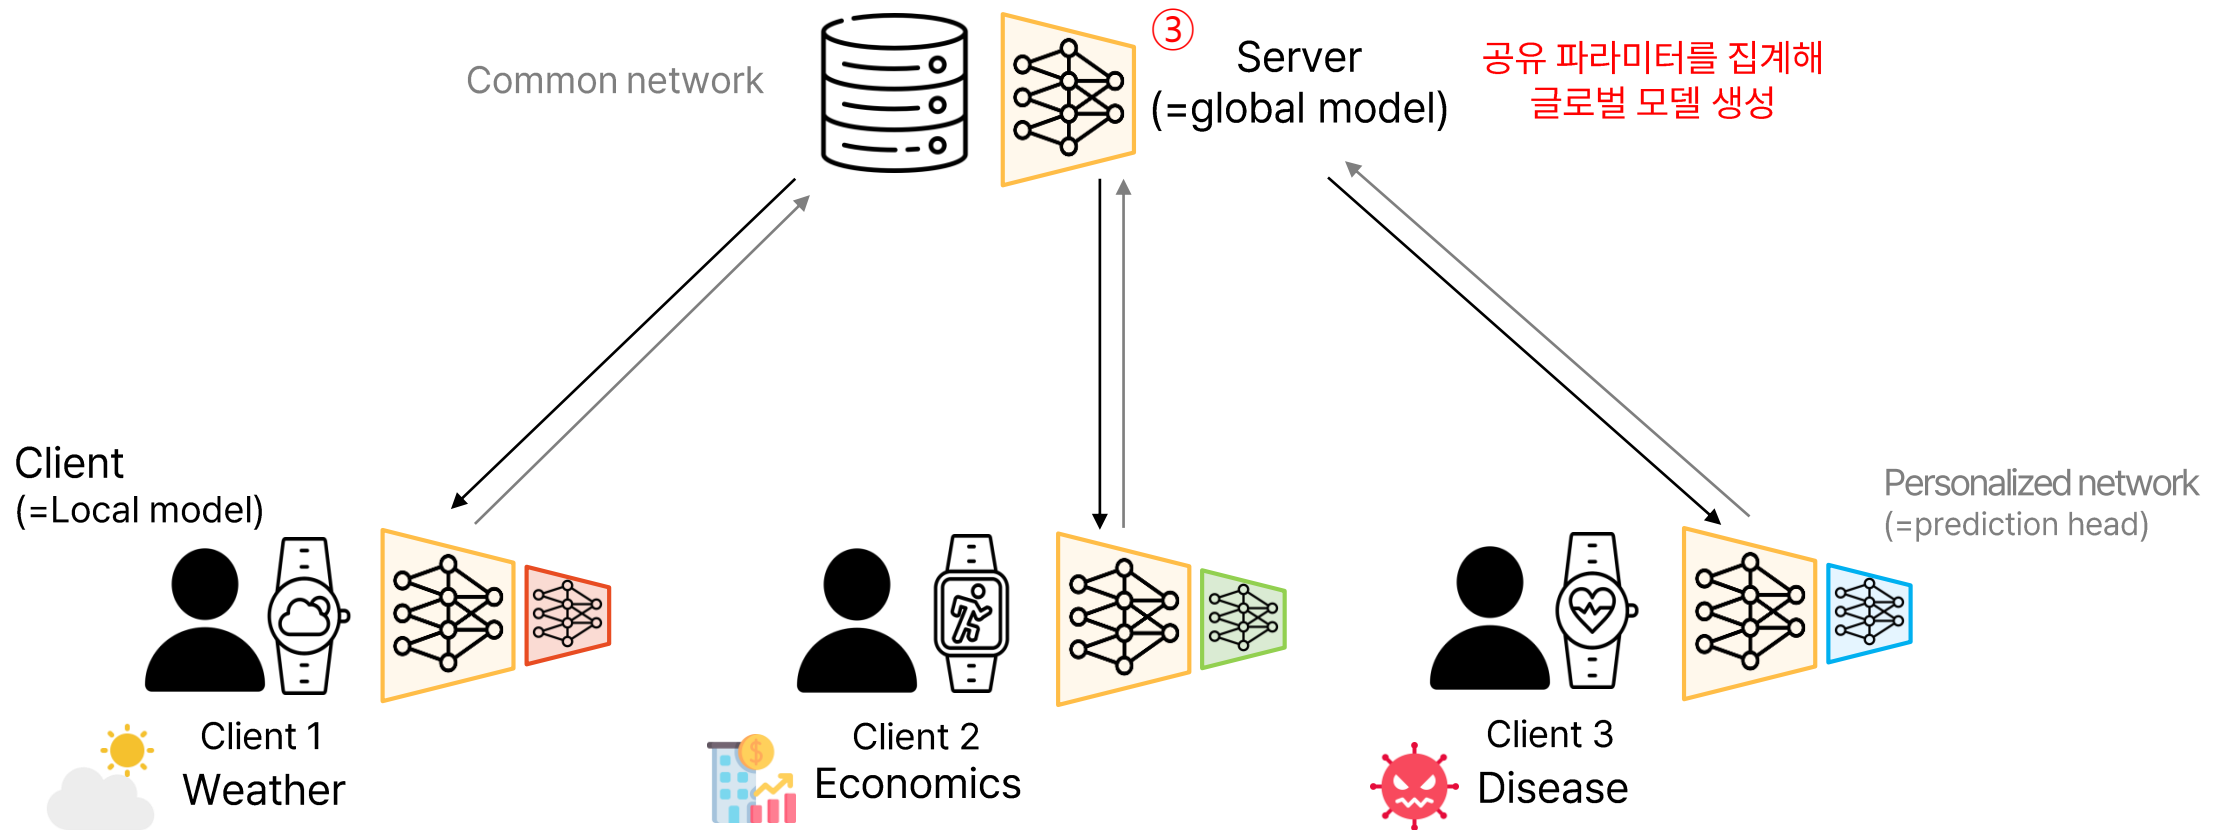 Common network
③
Server
(=global model)
공유 파라미터를 집계해
글로벌 모델 생성
Client
(=Local model)
Personalized network
(=prediction head)
Client 1
Weather
Client 2
Economics
Client 3
Disease